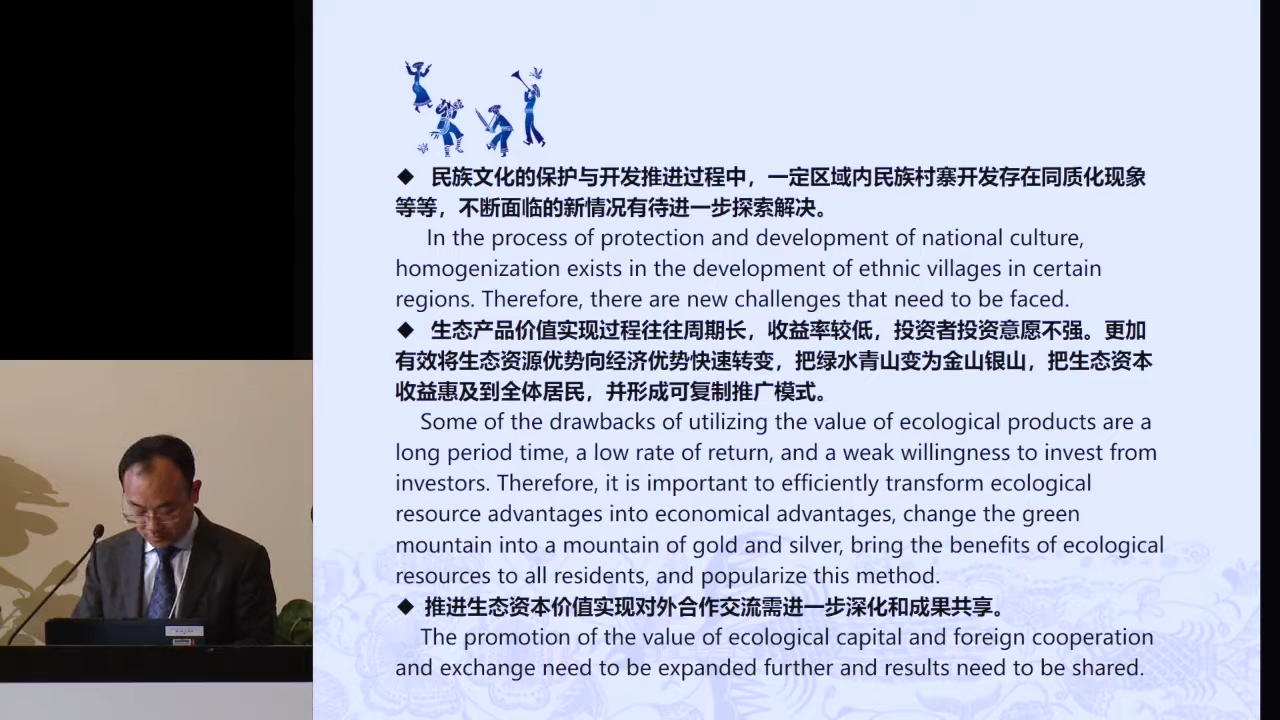 ◆ 民族文化的保护与开发推进过程中，一定区域内民族村寨开发存在同质化现象
等等，不断面临的新情况有待进一步探索解决。
In the process of protection and development of national culture,
homogenization exists in the development of ethnic villages in certain
regions. Therefore, there are new challenges that need to be faced.
◆ 生态产品价值实现过程往往周期长，收益率较低，投资者投资意愿不强。更加
有效将生态资源优势向经济优势快速转变，把绿水青山变为金山银山，把生态资本
收益惠及到全体居民，并形成可复制推广模式。
Some of the drawbacks of utilizing the value of ecological products are a
long period time, a low rate of return, and a weak willingness to invest from
investors. Therefore, it is important to efficiently transform ecological
resource advantages into economical advantages, change the green
mountain into a mountain of gold and silver, bring the benefits of ecological
resources to all residents, and popularize this method.
◆ 推进生态资本价值实现对外合作交流需进一步深化和成果共享。
The promotion of the value of ecological capital and foreign cooperation
and exchange need to be expanded further and results need to be shared.